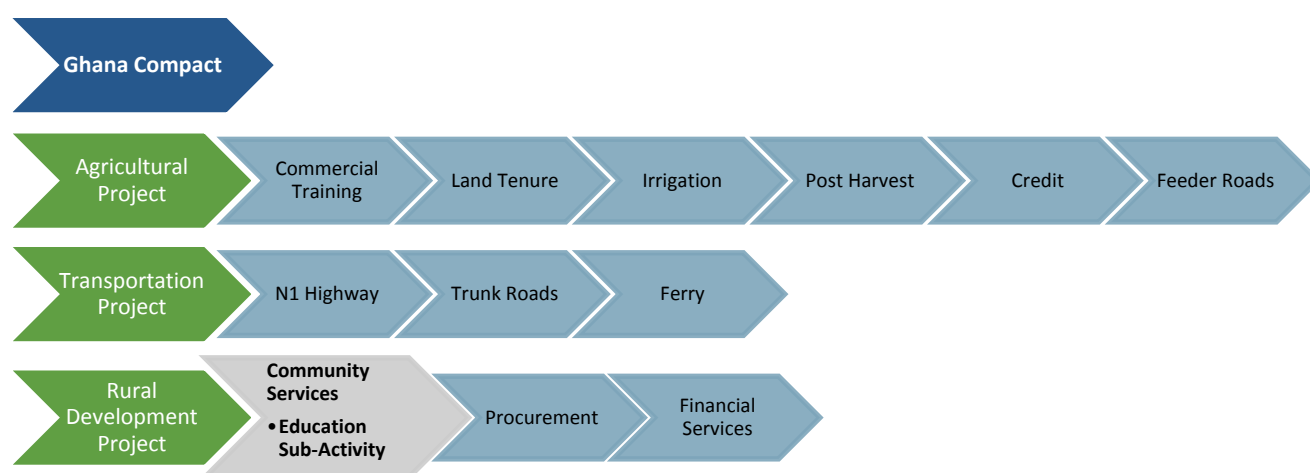 Ghana Compact
Agricultural
Project
Commercial
Training
Land Tenure
Irrigation
Post Harvest
Credit
Feeder Roads
Transportation
Project
N1 Highway
Trunk Roads
Ferry
Rural
Development
Project
Community
Services
•Education
Sub-Activity
Procurement
Financial
Services